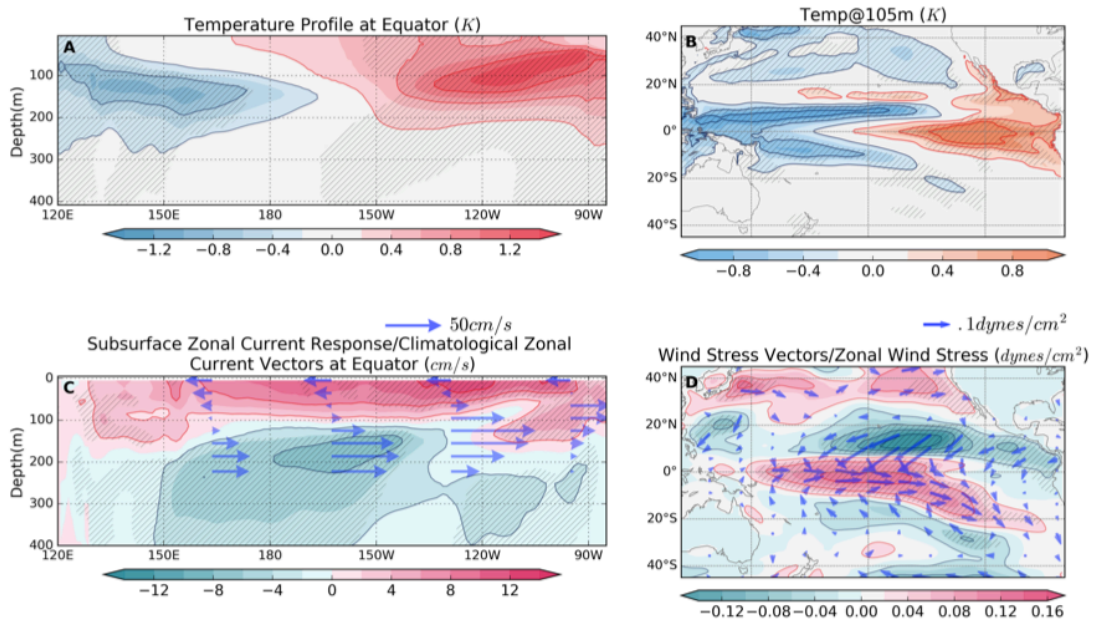 Temperature Profile at Equator (K)
A
Depth(m)
100
200
300
400
120E 150E 180 150W 120W 90W
−1.2 −0.8 −0.4 0.0 0.4 0.8 1.2
Temp@105m (K)
B
40°N
20°N
0°
20°S
40°S
−0.8 −0.4 0.0 0.4 0.8
50cm/s
Subsurface Zonal Current Response/Climatological Zonal
Current Vectors at Equator (cm/s)
C
Depth(m)
0
100
200
300
400
120E 150E 180 150W 120W 90W
−12 −8 −4 0 4 8 12
.1dynes/cm²
Wind Stress Vectors/Zonal Wind Stress (dynes/cm²)
D
40°N
20°N
0°
20°S
40°S
−0.12 −0.08 −0.04 0.00 0.04 0.08 0.12 0.16